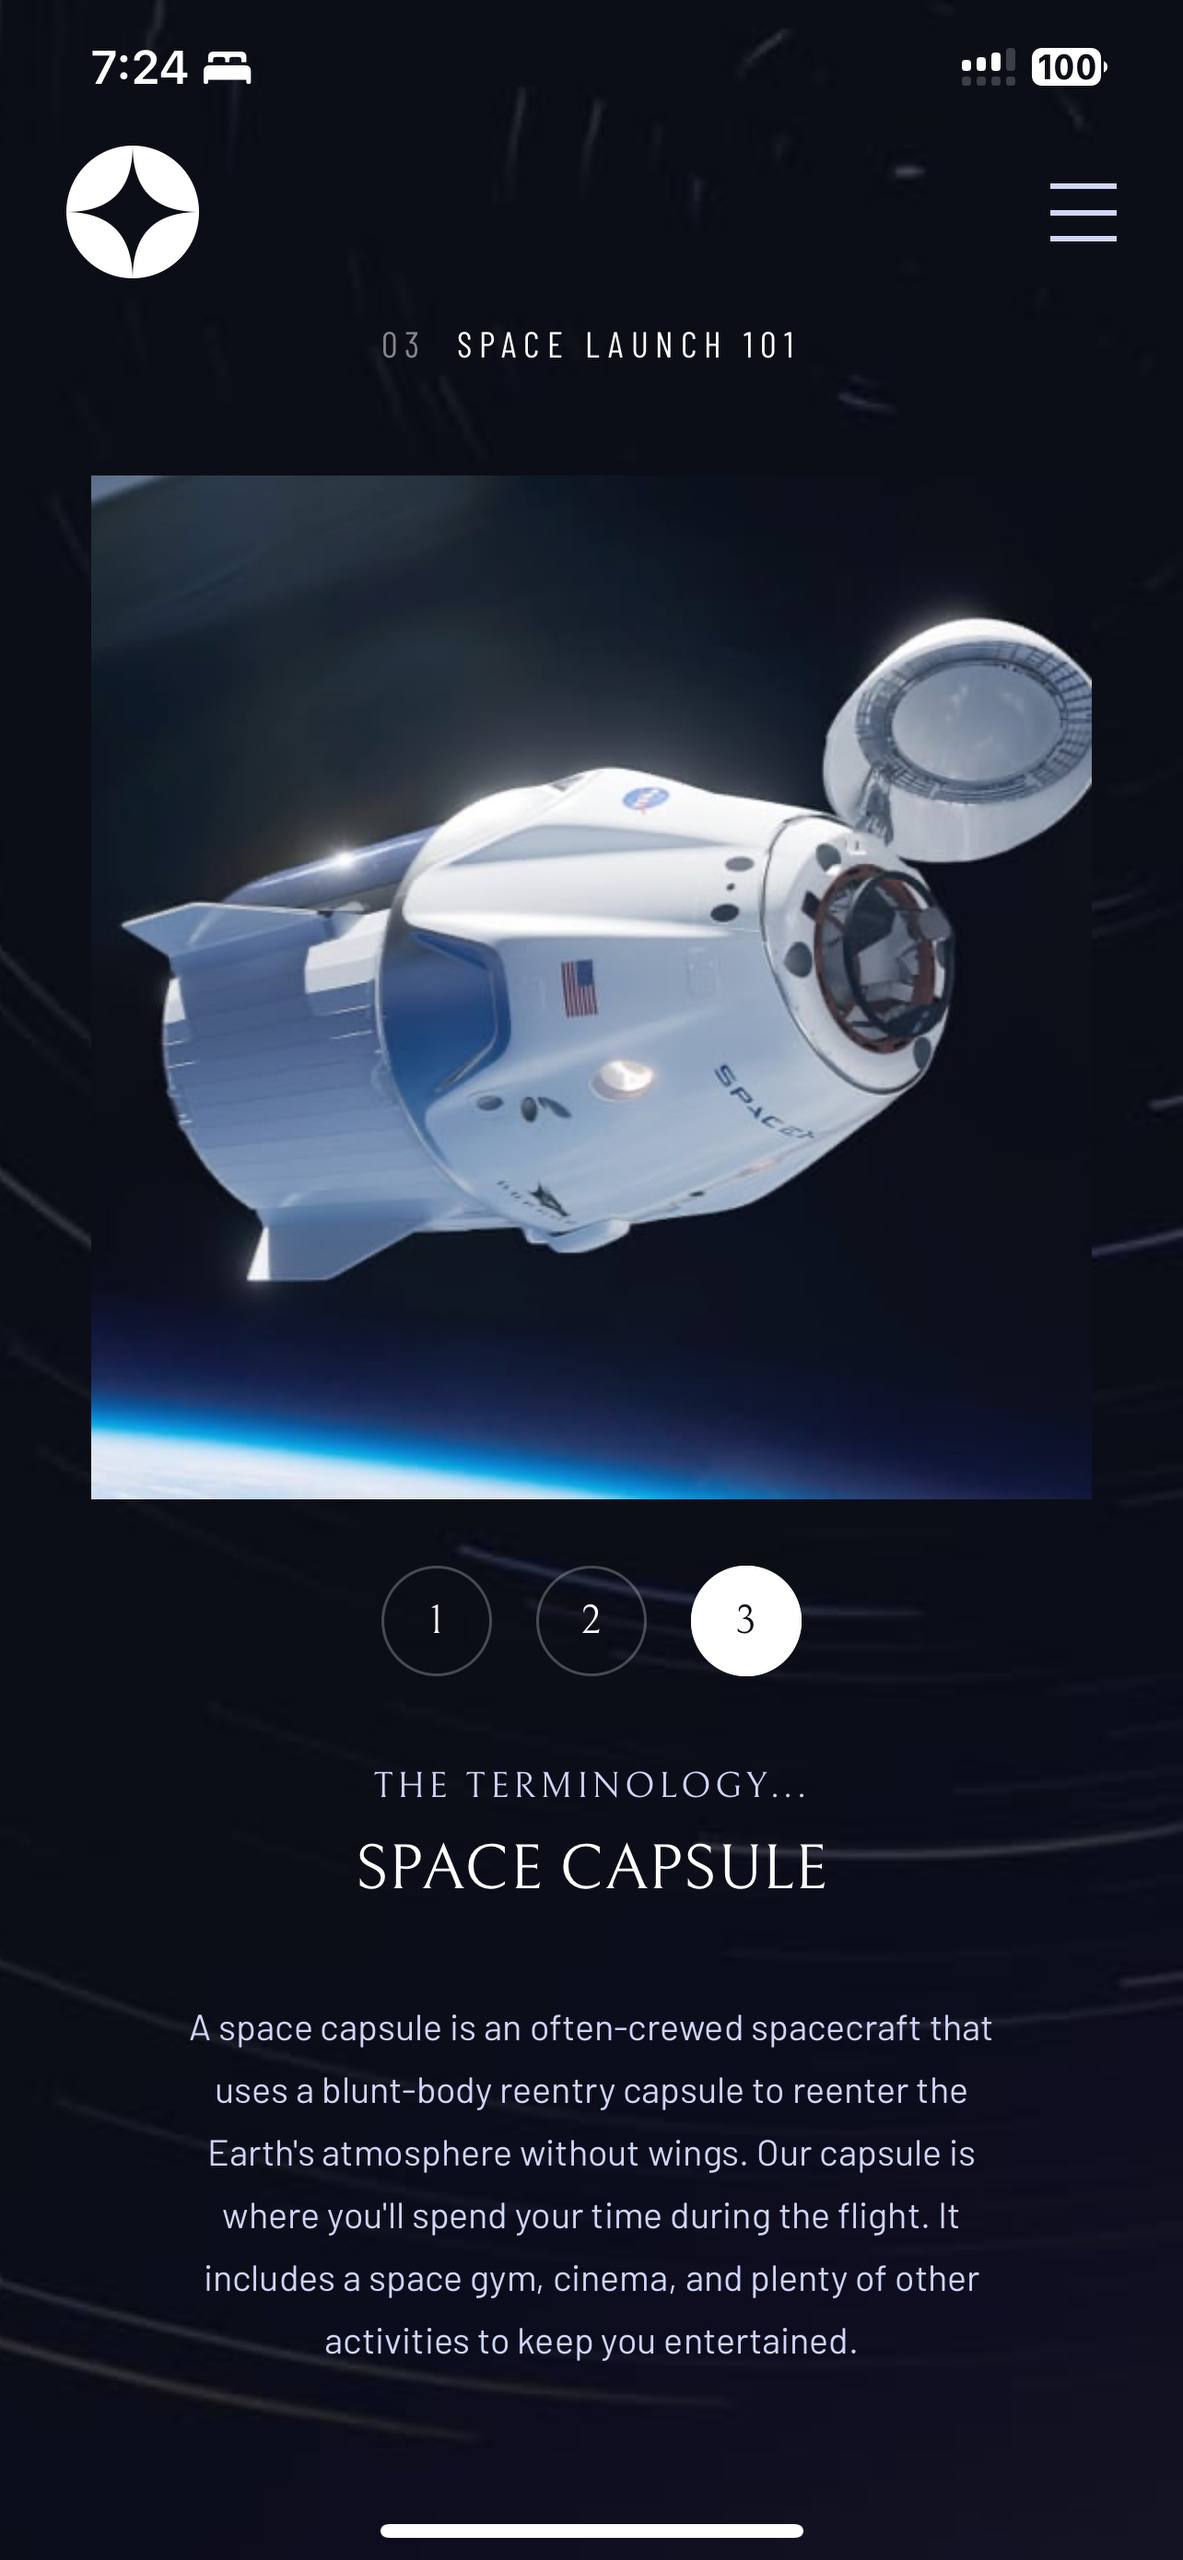 7:24
100
03 SPACE LAUNCH 101
SPACEX
1 2 3
THE TERMINOLOGY...
SPACE CAPSULE
A space capsule is an often-crewed spacecraft that
uses a blunt-body reentry capsule to reenter the
Earth's atmosphere without wings. Our capsule is
where you'll spend your time during the flight. It
includes a space gym, cinema, and plenty of other
activities to keep you entertained.